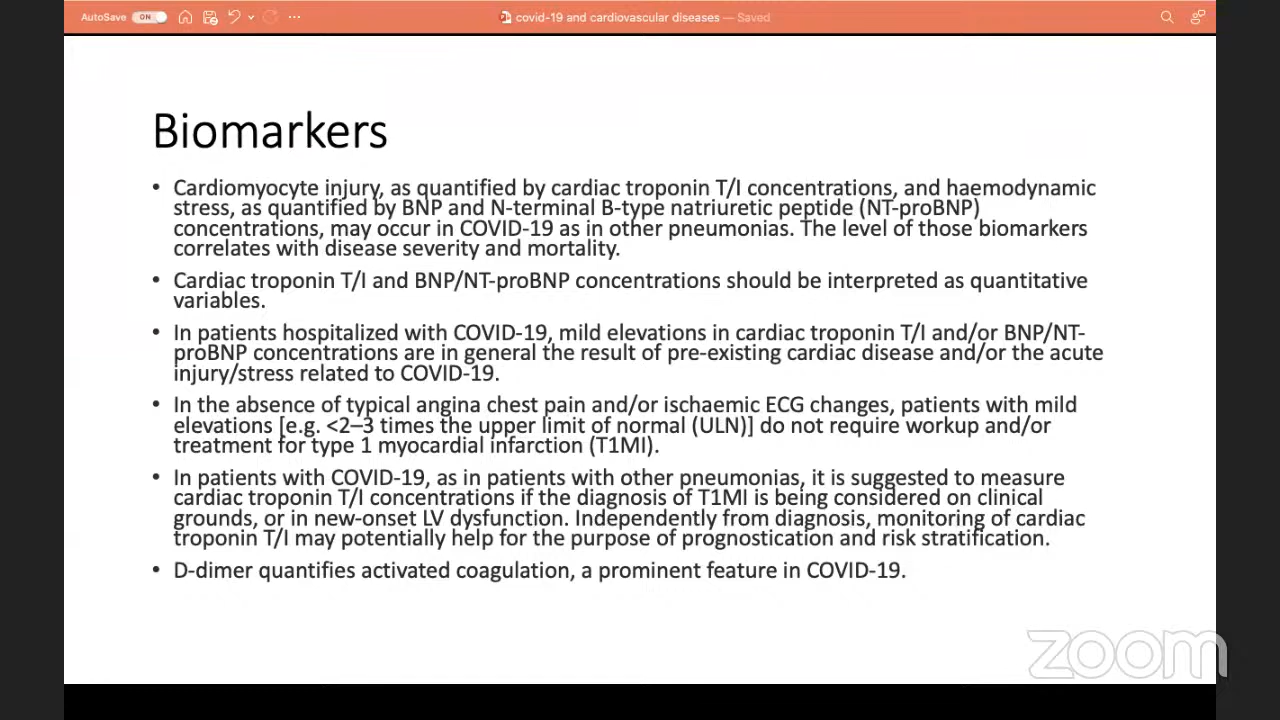 AutoSave ON covid-19 and cardiovascular diseases — Saved
Biomarkers
• Cardiomyocyte injury, as quantified by cardiac troponin T/I concentrations, and haemodynamic
stress, as quantified by BNP and N-terminal B-type natriuretic peptide (NT-proBNP)
concentrations, may occur in COVID-19 as in other pneumonias. The level of those biomarkers
correlates with disease severity and mortality.
• Cardiac troponin T/I and BNP/NT-proBNP concentrations should be interpreted as quantitative
variables.
• In patients hospitalized with COVID-19, mild elevations in cardiac troponin T/I and/or BNP/NT-
proBNP concentrations are in general the result of pre-existing cardiac disease and/or the acute
injury/stress related to COVID-19.
• In the absence of typical angina chest pain and/or ischaemic ECG changes, patients with mild
elevations [e.g. <2–3 times the upper limit of normal (ULN)] do not require workup and/or
treatment for type 1 myocardial infarction (T1MI).
• In patients with COVID-19, as in patients with other pneumonias, it is suggested to measure
cardiac troponin T/I concentrations if the diagnosis of T1MI is being considered on clinical
grounds, or in new-onset LV dysfunction. Independently from diagnosis, monitoring of cardiac
troponin T/I may potentially help for the purpose of prognostication and risk stratification.
• D-dimer quantifies activated coagulation, a prominent feature in COVID-19.
zoom